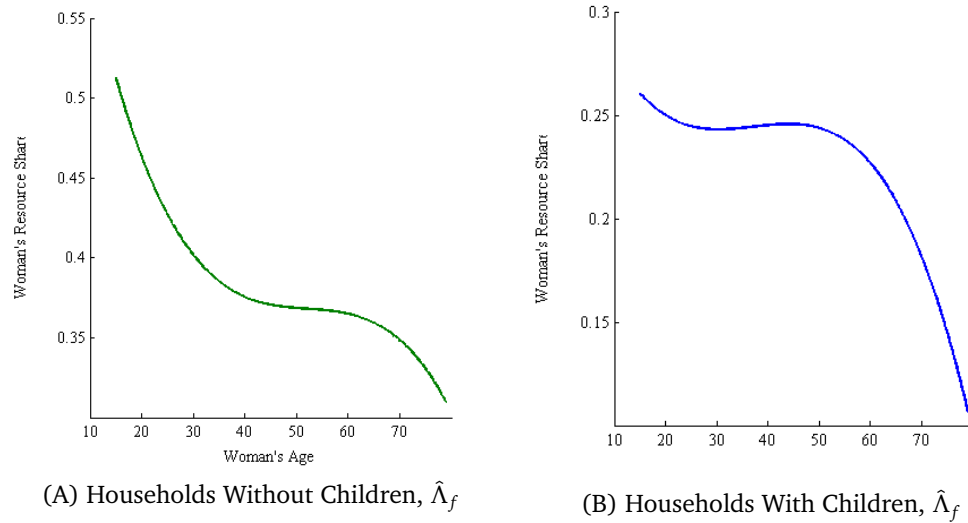 0.55
0.5
0.45
0.4
0.35
10 20 30 40 50 60 70
Woman's Resource
Woman's Age
(A) Households Without Children, Λ̂_f
0.3
0.25
0.2
0.15
10 20 30 40 50 60 70
Woman's Resource
(B) Households With Children, Λ̂_f